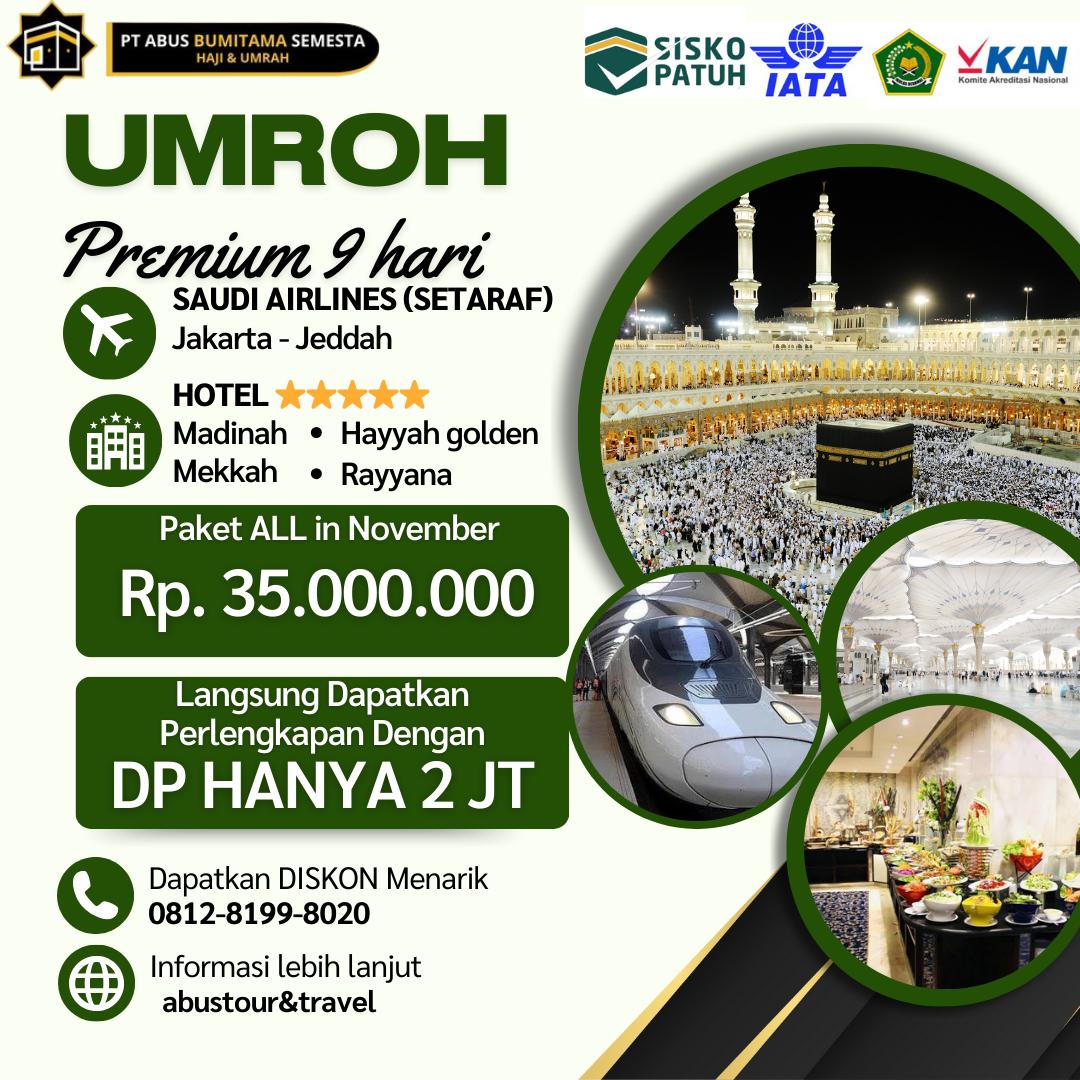 PT ABUS BUMITAMA SEMESTA
HAJI & UMRAH
SISKO
PATUH
IATA
KAN
Komite Akreditasi Nasional
UMROH
Premium 9 hari
SAUDI AIRLINES (SETARAF)
Jakarta - Jeddah
HOTEL
Madinah • Hayyah golden
Mekkah • Rayyana
Paket ALL in November
Rp. 35.000.000
Langsung Dapatkan
Perlengkapan Dengan
DP HANYA 2 JT
Dapatkan DISKON Menarik
0812-8199-8020
Informasi lebih lanjut
abustour&travel